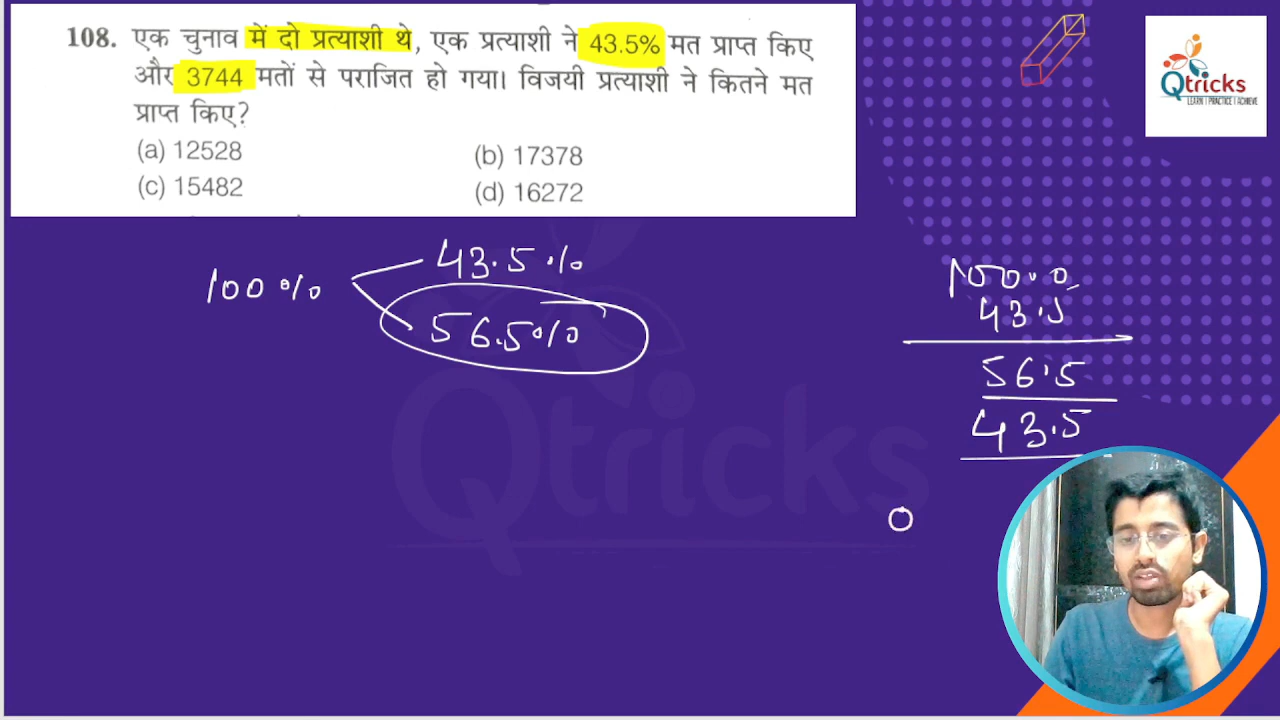 108. एक चुनाव में दो प्रत्याशी थे, एक प्रत्याशी ने 43.5% मत प्राप्त किए
और 3744 मतों से पराजित हो गया। विजयी प्रत्याशी ने कितने मत
प्राप्त किए?
(a) 12528 (b) 17378
(c) 15482 (d) 16272
Qtricks
LEARN | PRACTICE | ACHIEVE
100%
43.5%
56.5%
100.0
43.5
56.5
43.5
Qtricks